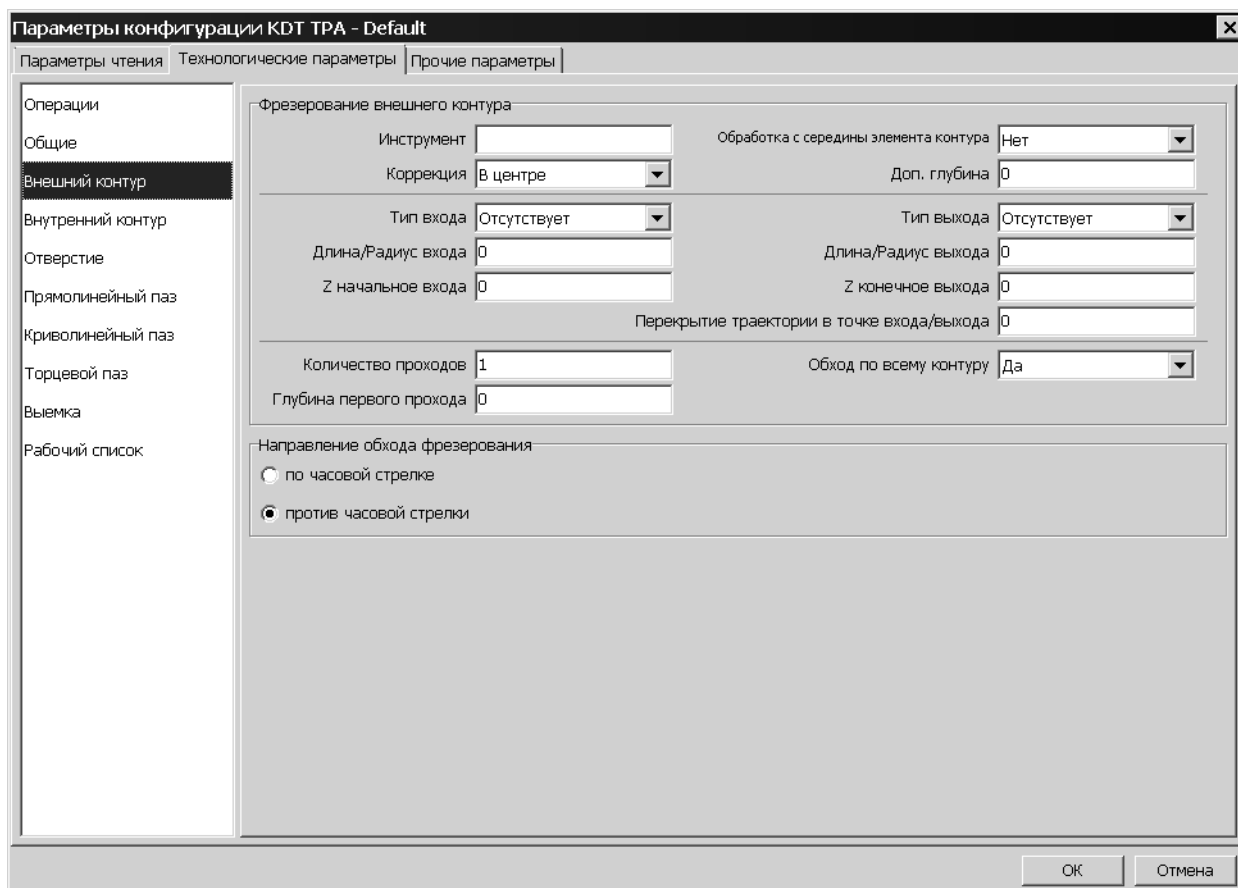 Параметры конфигурации KDT TPA - Default
Параметры чтения Технологические параметры Прочие параметры
Операции
Общие
Внешний контур
Внутренний контур
Отверстие
Прямолинейный паз
Криволинейный паз
Торцевой паз
Выемка
Рабочий список
Фрезерование внешнего контура
Инструмент
Обработка с середины элемента контура Нет
Коррекция В центре
Доп. глубина 0
Тип входа Отсутствует
Тип выхода Отсутствует
Длина/Радиус входа 0
Длина/Радиус выхода 0
Z начальное входа 0
Z конечное выхода 0
Перекрытие траектории в точке входа/выхода 0
Количество проходов 1
Обход по всему контуру Да
Глубина первого прохода 0
Направление обхода фрезерования
по часовой стрелке
против часовой стрелки
ОК Отмена